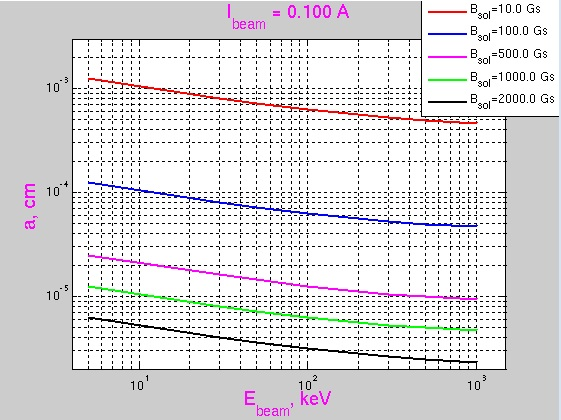 I_beam = 0.100 A
B_sol=10.0 Gs
B_sol=100.0 Gs
B_sol=500.0 Gs
B_sol=1000.0 Gs
B_sol=2000.0 Gs
a, cm
10^-3
10^-4
10^-5
10^1
10^2
10^3
E_beam, keV